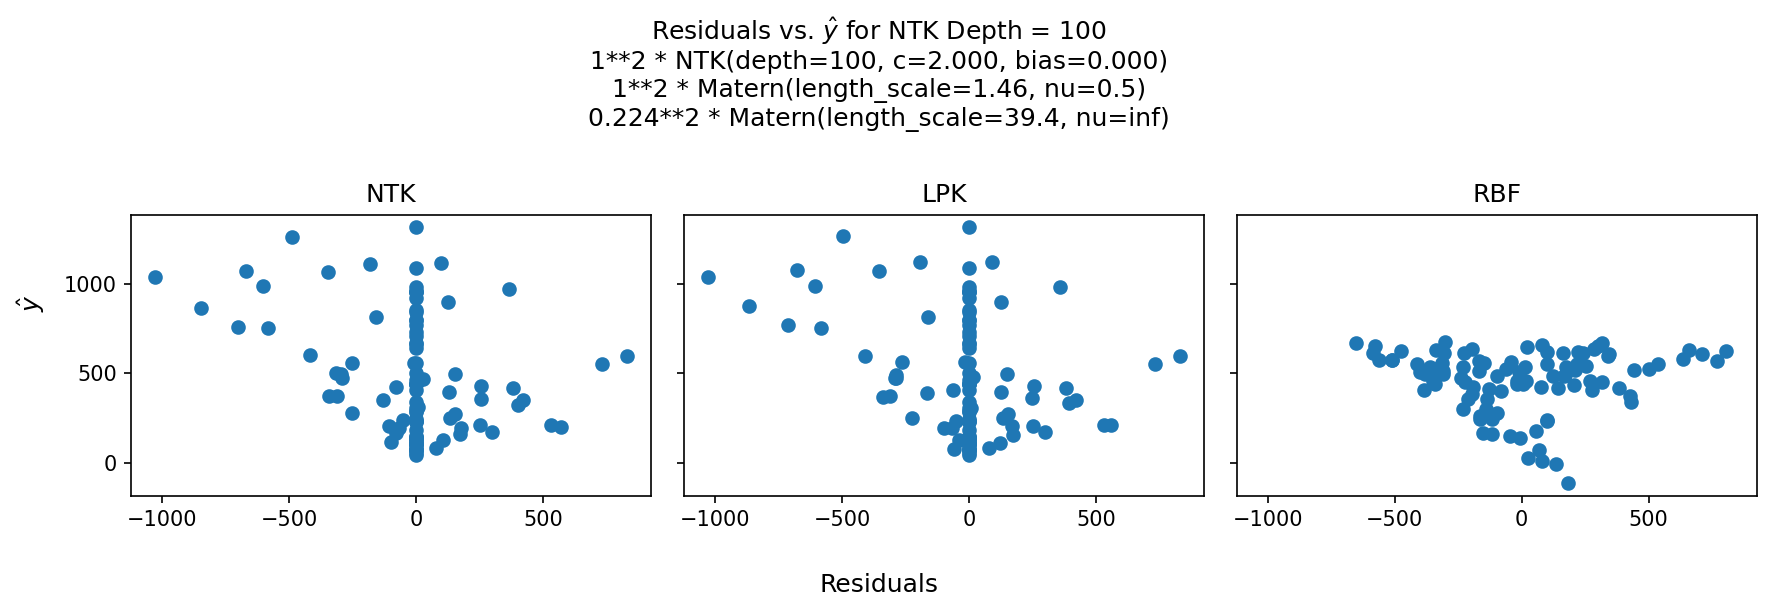 Residuals vs. ŷ for NTK Depth = 100
1**2 * NTK(depth=100, c=2.000, bias=0.000)
1**2 * Matern(length_scale=1.46, nu=0.5)
0.224**2 * Matern(length_scale=39.4, nu=inf)
NTK
LPK
RBF
ŷ
1000
500
0
−1000 −500 0 500
−1000 −500 0 500
−1000 −500 0 500
Residuals